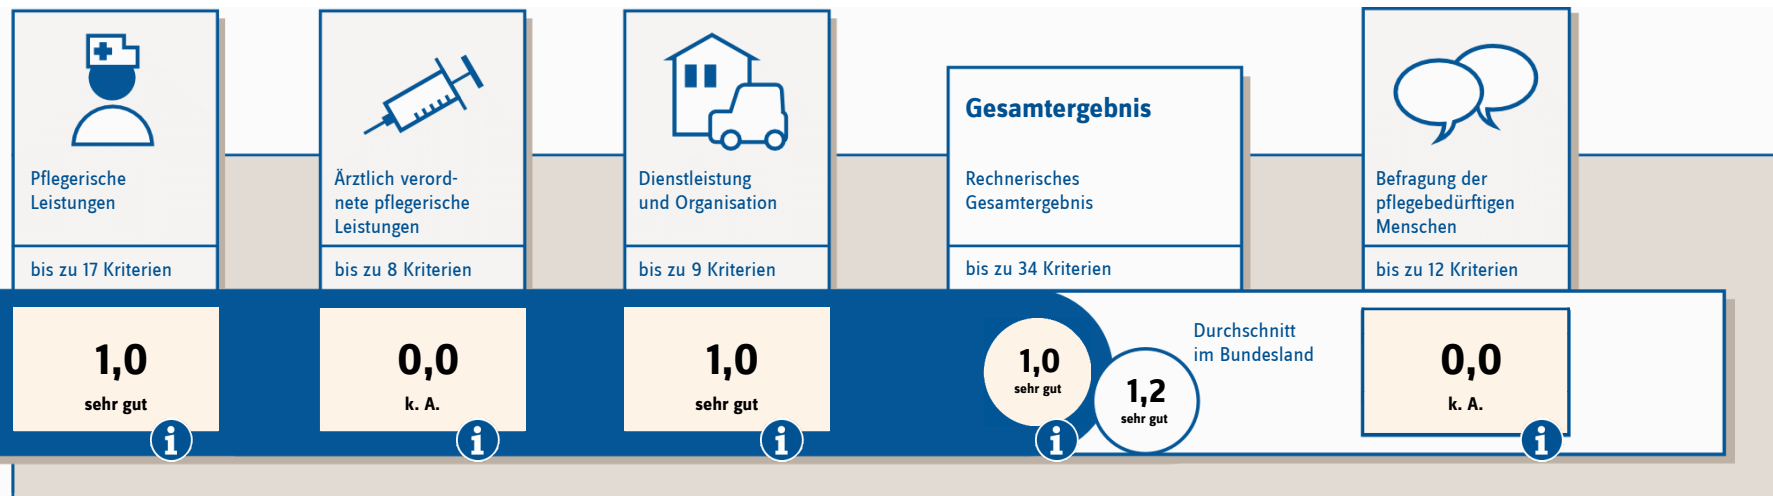 Pflegerische
Leistungen
bis zu 17 Kriterien
1,0
sehr gut
i
Ärztlich verord-
nete pflegerische
Leistungen
bis zu 8 Kriterien
0,0
k. A.
i
Dienstleistung
und Organisation
bis zu 9 Kriterien
1,0
sehr gut
i
Gesamtergebnis
Rechnerisches
Gesamtergebnis
bis zu 34 Kriterien
1,0
sehr gut
i
1,2
sehr gut
Durchschnitt
im Bundesland
Befragung der
pflegebedürftigen
Menschen
bis zu 12 Kriterien
0,0
k. A.
i